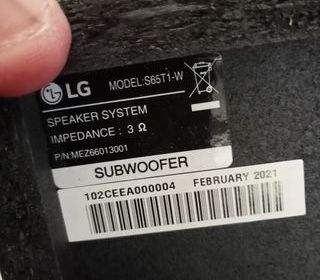 LG MODEL:S65T1-W
SPEAKER SYSTEM
IMPEDANCE : 3 Ω
P/N:MEZ66013001
SUBWOOFER
102CEEA000004 FEBRUARY 2021